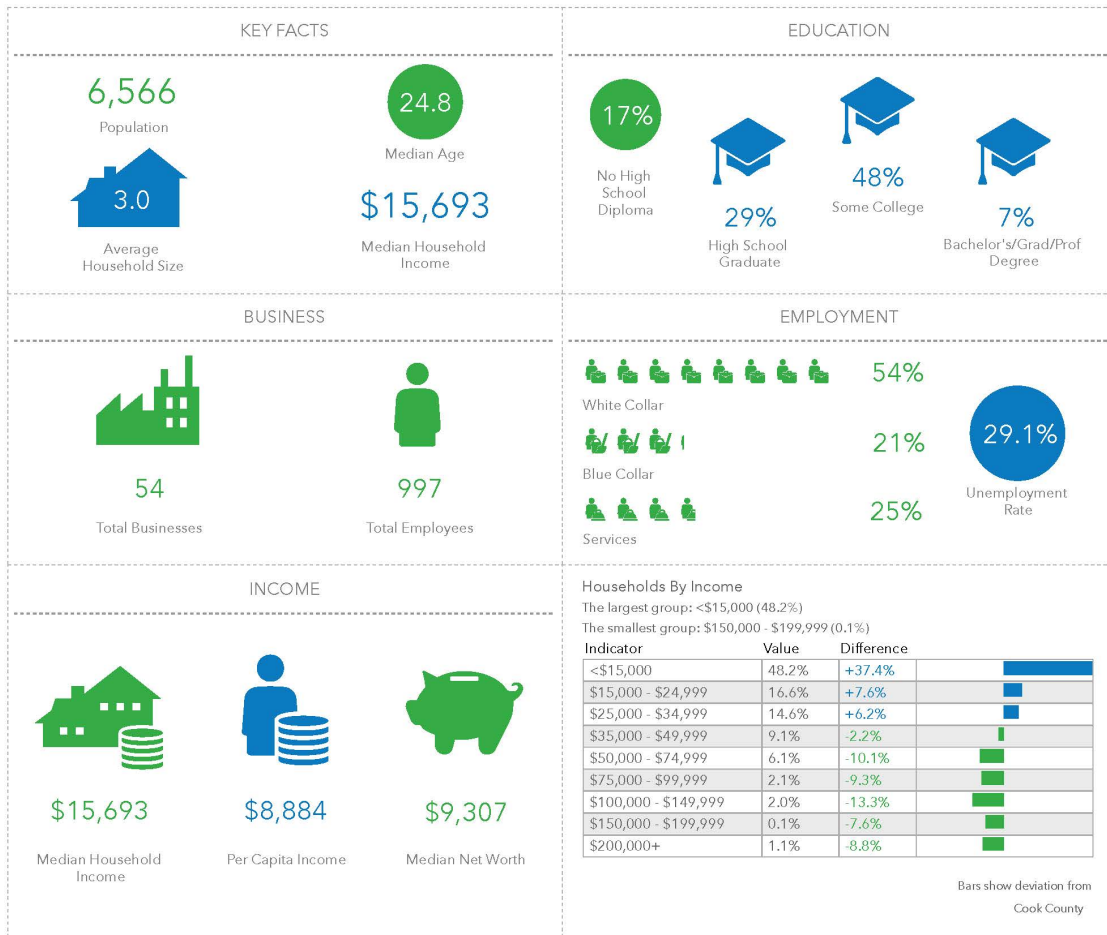 KEY FACTS
6,566
Population
24.8
Median Age
3.0
Average
Household Size
$15,693
Median Household
Income
EDUCATION
17%
No High
School
Diploma
29%
High School
Graduate
48%
Some College
7%
Bachelor's/Grad/Prof
Degree
BUSINESS
54
Total Businesses
997
Total Employees
EMPLOYMENT
54%
White Collar
21%
Blue Collar
25%
Services
29.1%
Unemployment
Rate
INCOME
$15,693
Median Household
Income
$8,884
Per Capita Income
$9,307
Median Net Worth
Households By Income
The largest group: <$15,000 (48.2%)
The smallest group: $150,000 - $199,999 (0.1%)
Indicator Value Difference
<$15,000 48.2% +37.4%
$15,000 - $24,999 16.6% +7.6%
$25,000 - $34,999 14.6% +6.2%
$35,000 - $49,999 9.1% -2.2%
$50,000 - $74,999 6.1% -10.1%
$75,000 - $99,999 2.1% -9.3%
$100,000 - $149,999 2.0% -13.3%
$150,000 - $199,999 0.1% -7.6%
$200,000+ 1.1% -8.8%
Bars show deviation from
Cook County